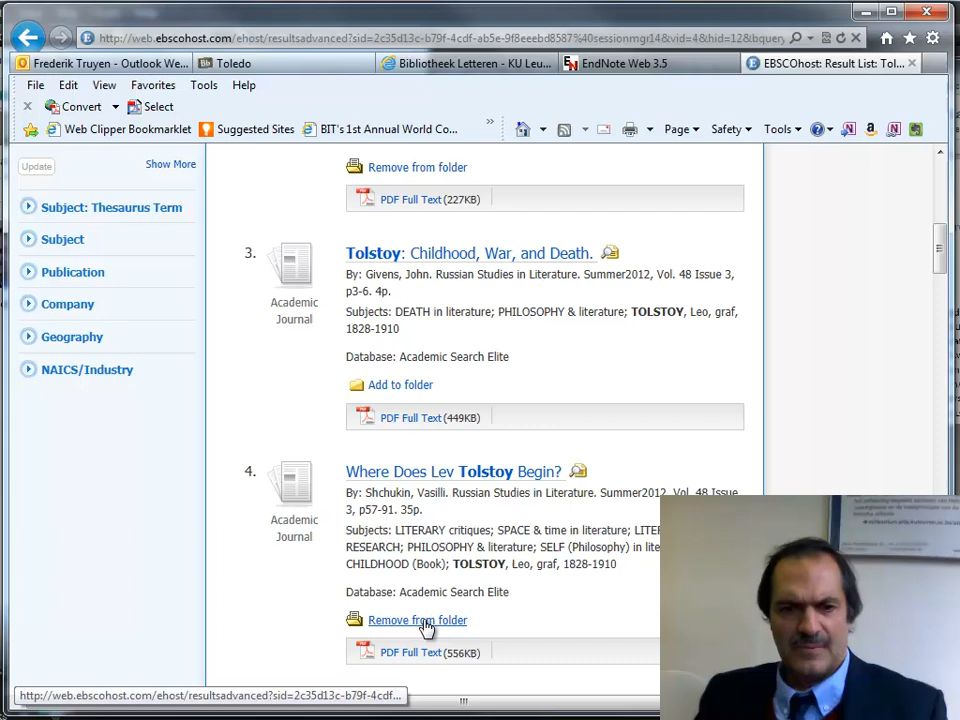 http://web.ebscohost.com/ehost/resultsadvanced?sid=2c35d13c-b79f-4cdf-ab5e-9f8eeebd8587%40sessionmgr14&vid=4&hid=12&bquery
Frederik Truyen - Outlook We...
Bb Toledo
Bibliotheek Letteren - KU Leu...
EndNote Web 3.5
EBSCOhost: Result List: Tol...
File Edit View Favorites Tools Help
Convert Select
Web Clipper Bookmarklet Suggested Sites BIT's 1st Annual World Co... Page Safety Tools
Update Show More
Subject: Thesaurus Term
Subject
Publication
Company
Geography
NAICS/Industry
Remove from folder
PDF Full Text (227KB)
3. Tolstoy: Childhood, War, and Death.
Academic
Journal
By: Givens, John. Russian Studies in Literature. Summer2012, Vol. 48 Issue 3,
p3-6. 4p.
Subjects: DEATH in literature; PHILOSOPHY & literature; TOLSTOY, Leo, graf,
1828-1910
Database: Academic Search Elite
Add to folder
PDF Full Text (449KB)
4. Where Does Lev Tolstoy Begin?
Academic
Journal
By: Shchukin, Vasilli. Russian Studies in Literature. Summer2012, Vol. 48 Issue
3, p57-91. 35p.
Subjects: LITERARY critiques; SPACE & time in literature; LITE
RESEARCH; PHILOSOPHY & literature; SELF (Philosophy) in lite
CHILDHOOD (Book); TOLSTOY, Leo, graf, 1828-1910
Database: Academic Search Elite
Remove from folder
PDF Full Text (556KB)
http://web.ebscohost.com/ehost/resultsadvanced?sid=2c35d13c-b79f-4cdf...